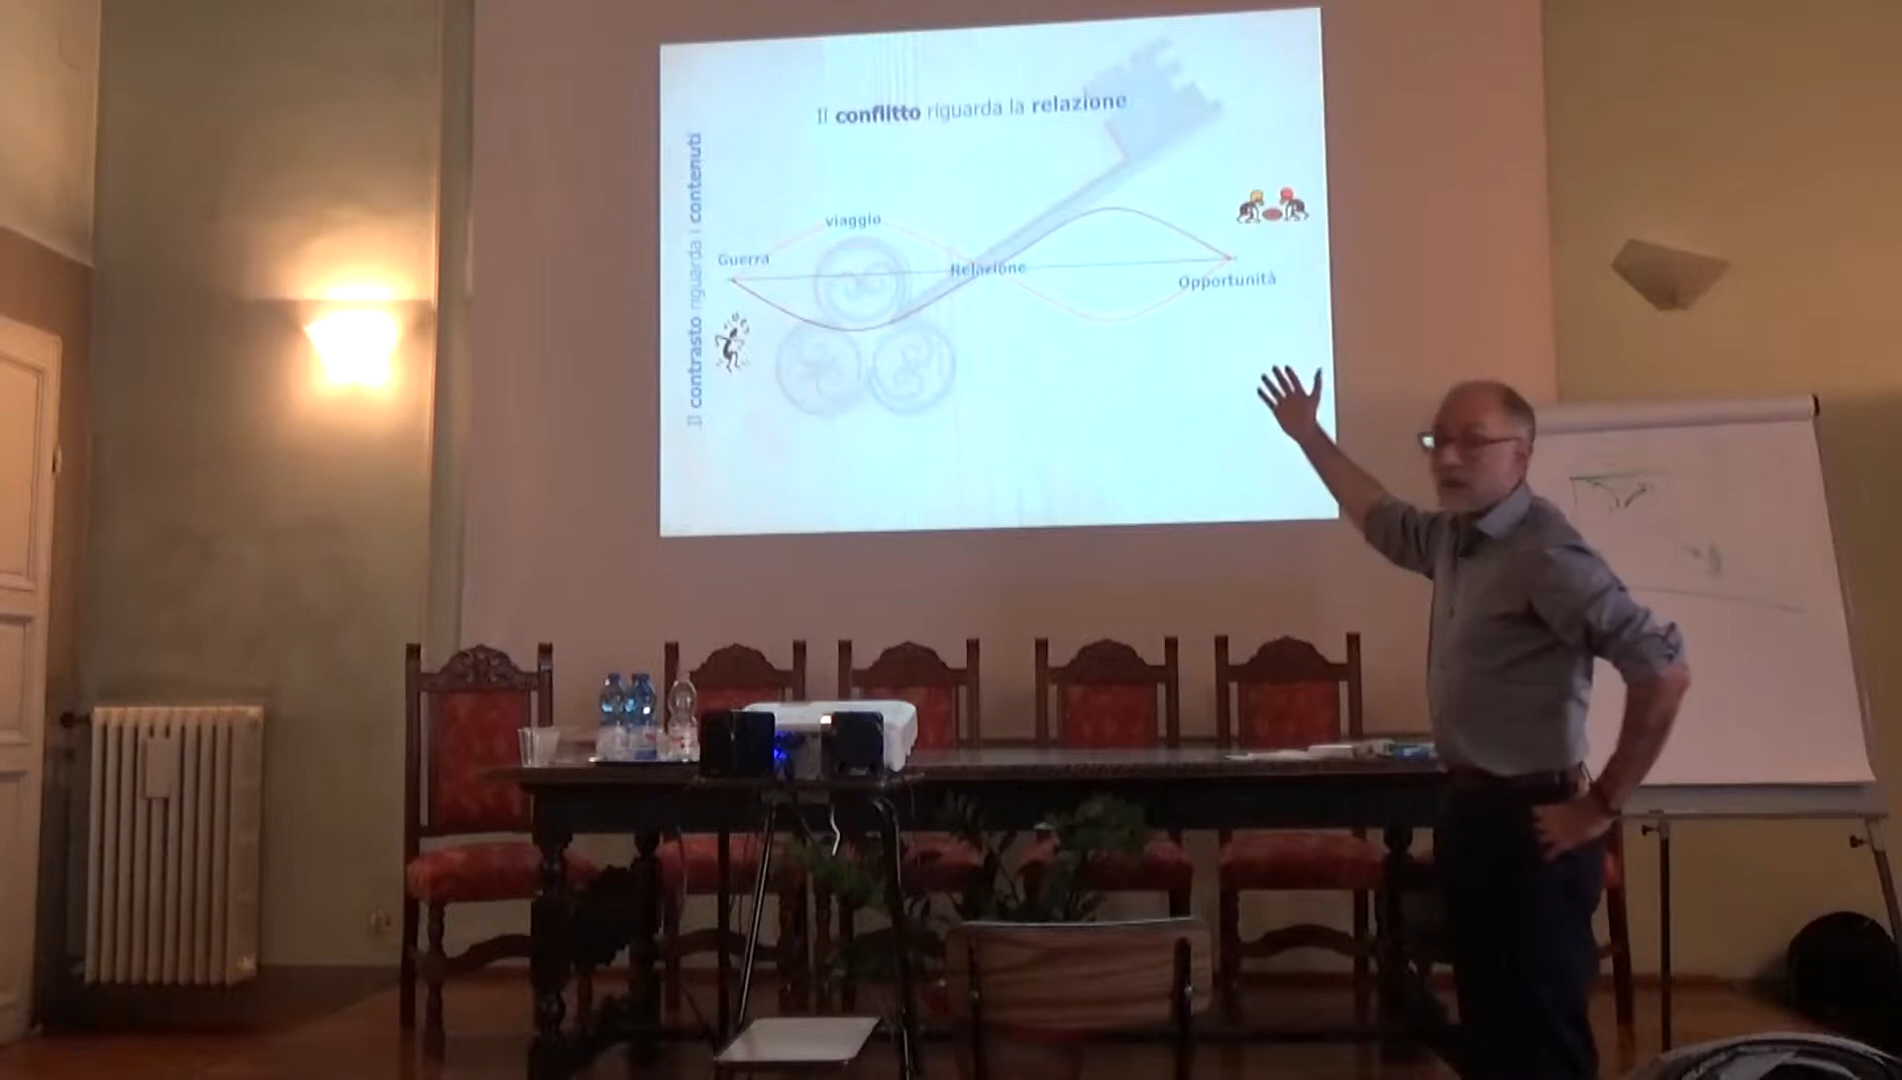 Il conflitto riguarda la relazione
Il contrasto riguarda i contenuti
viaggio
Guerra
Relazione
Opportunità